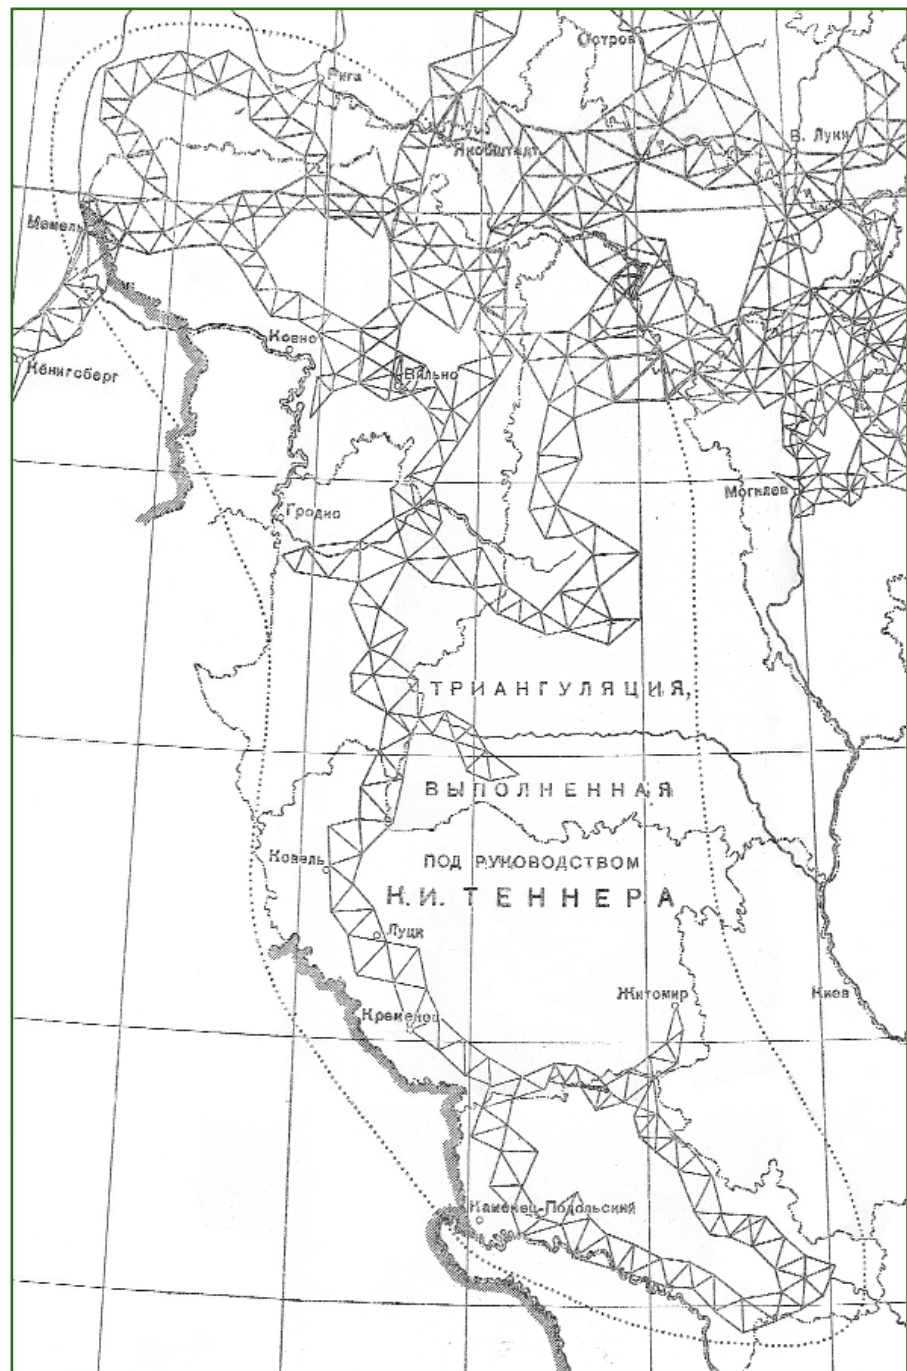 Остров
Рига
В. Луки
Якобштадт
Мемель
Ковно
Кёнигсберг
Вильно
Могилев
Гродно
ТРИАНГУЛЯЦИЯ,
ВЫПОЛНЕННАЯ
ПОД РУКОВОДСТВОМ
Ковель
К.И. ТЕННЕРА
Луцк
Житомир
Киев
Кременец
Каменец-Подольский